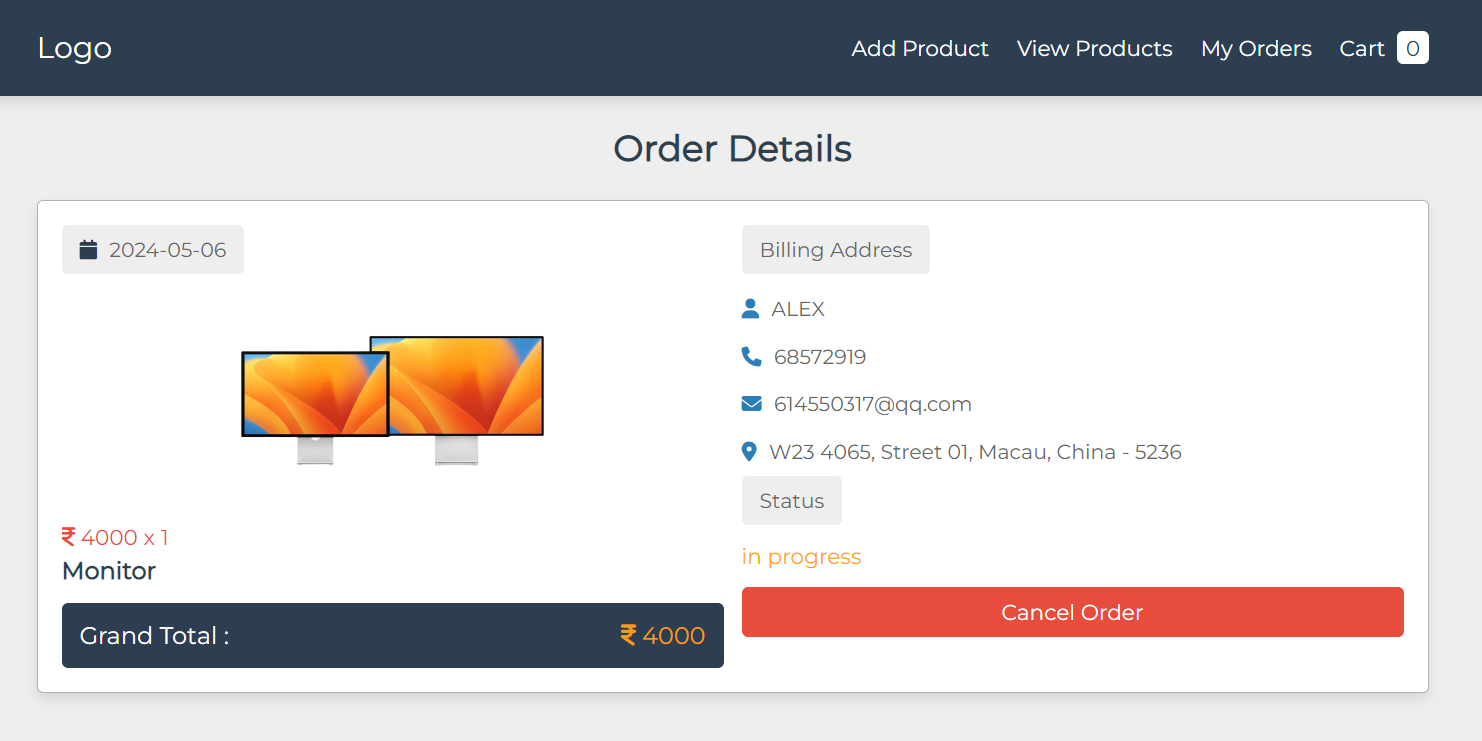 Logo
Add Product View Products My Orders Cart 0
Order Details
2024-05-06
₹ 4000 x 1
Monitor
Grand Total : ₹ 4000
Billing Address
ALEX
68572919
614550317@qq.com
W23 4065, Street 01, Macau, China - 5236
Status
in progress
Cancel Order